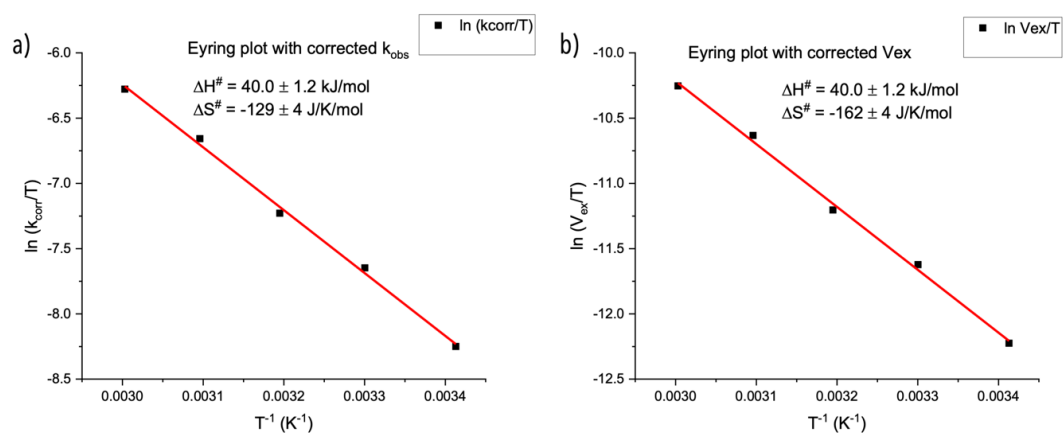 a)
ln (kcorr/T)
Eyring plot with corrected k_obs
ΔH# = 40.0 ± 1.2 kJ/mol
ΔS# = -129 ± 4 J/K/mol
ln (k_corr/T)
-6.0
-6.5
-7.0
-7.5
-8.0
-8.5
0.0030 0.0031 0.0032 0.0033 0.0034
T⁻¹ (K⁻¹)
b)
ln Vex/T
Eyring plot with corrected Vex
ΔH# = 40.0 ± 1.2 kJ/mol
ΔS# = -162 ± 4 J/K/mol
ln (V_ex/T)
-10.0
-10.5
-11.0
-11.5
-12.0
-12.5
0.0030 0.0031 0.0032 0.0033 0.0034
T⁻¹ (K⁻¹)